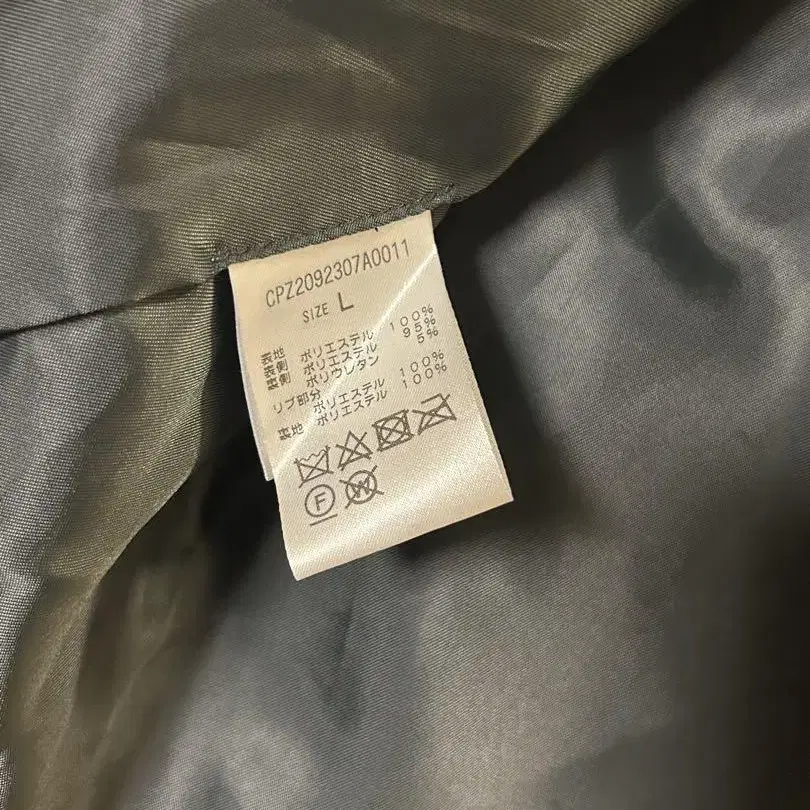 CPZ2092307A0011
SIZE L
表地
表側 ポリエステル 100%
裏側 ポリエステル 95%
ポリウレタン 5%
リブ部分
ポリエステル 100%
裏地 ポリエステル 100%
F
W